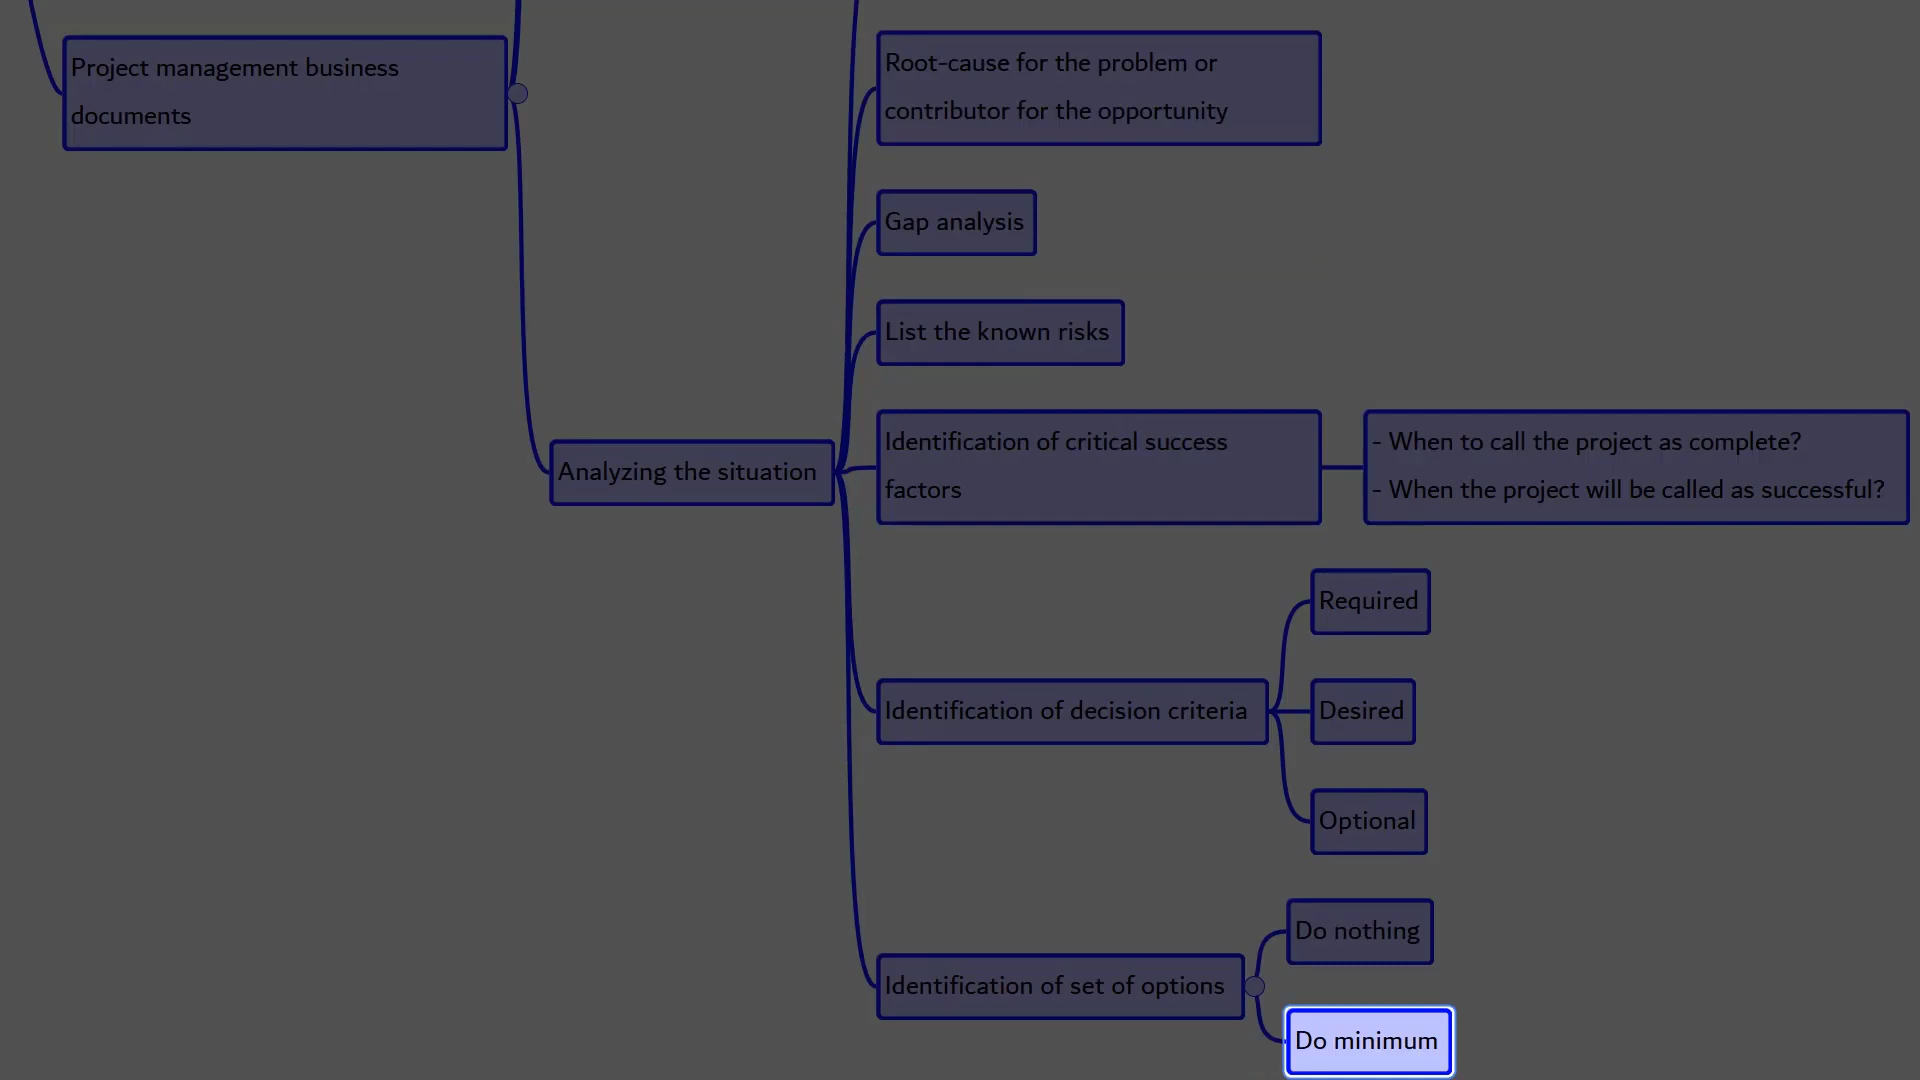 Project management business
documents
Analyzing the situation
Root-cause for the problem or
contributor for the opportunity
Gap analysis
List the known risks
Identification of critical success
factors
- When to call the project as complete?
- When the project will be called as successful?
Identification of decision criteria
Required
Desired
Optional
Identification of set of options
Do nothing
Do minimum